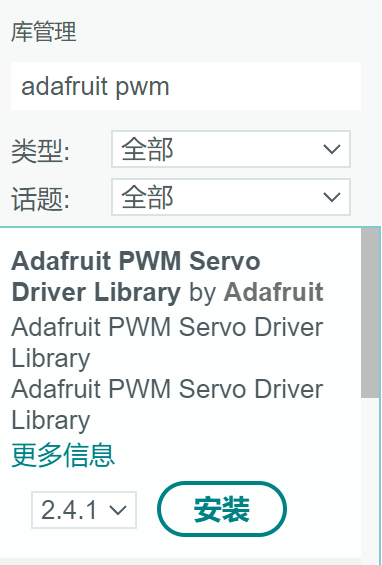 库管理
adafruit pwm
类型: 全部
话题: 全部
Adafruit PWM Servo
Driver Library by Adafruit
Adafruit PWM Servo Driver
Library
Adafruit PWM Servo Driver
Library
更多信息
2.4.1 安装